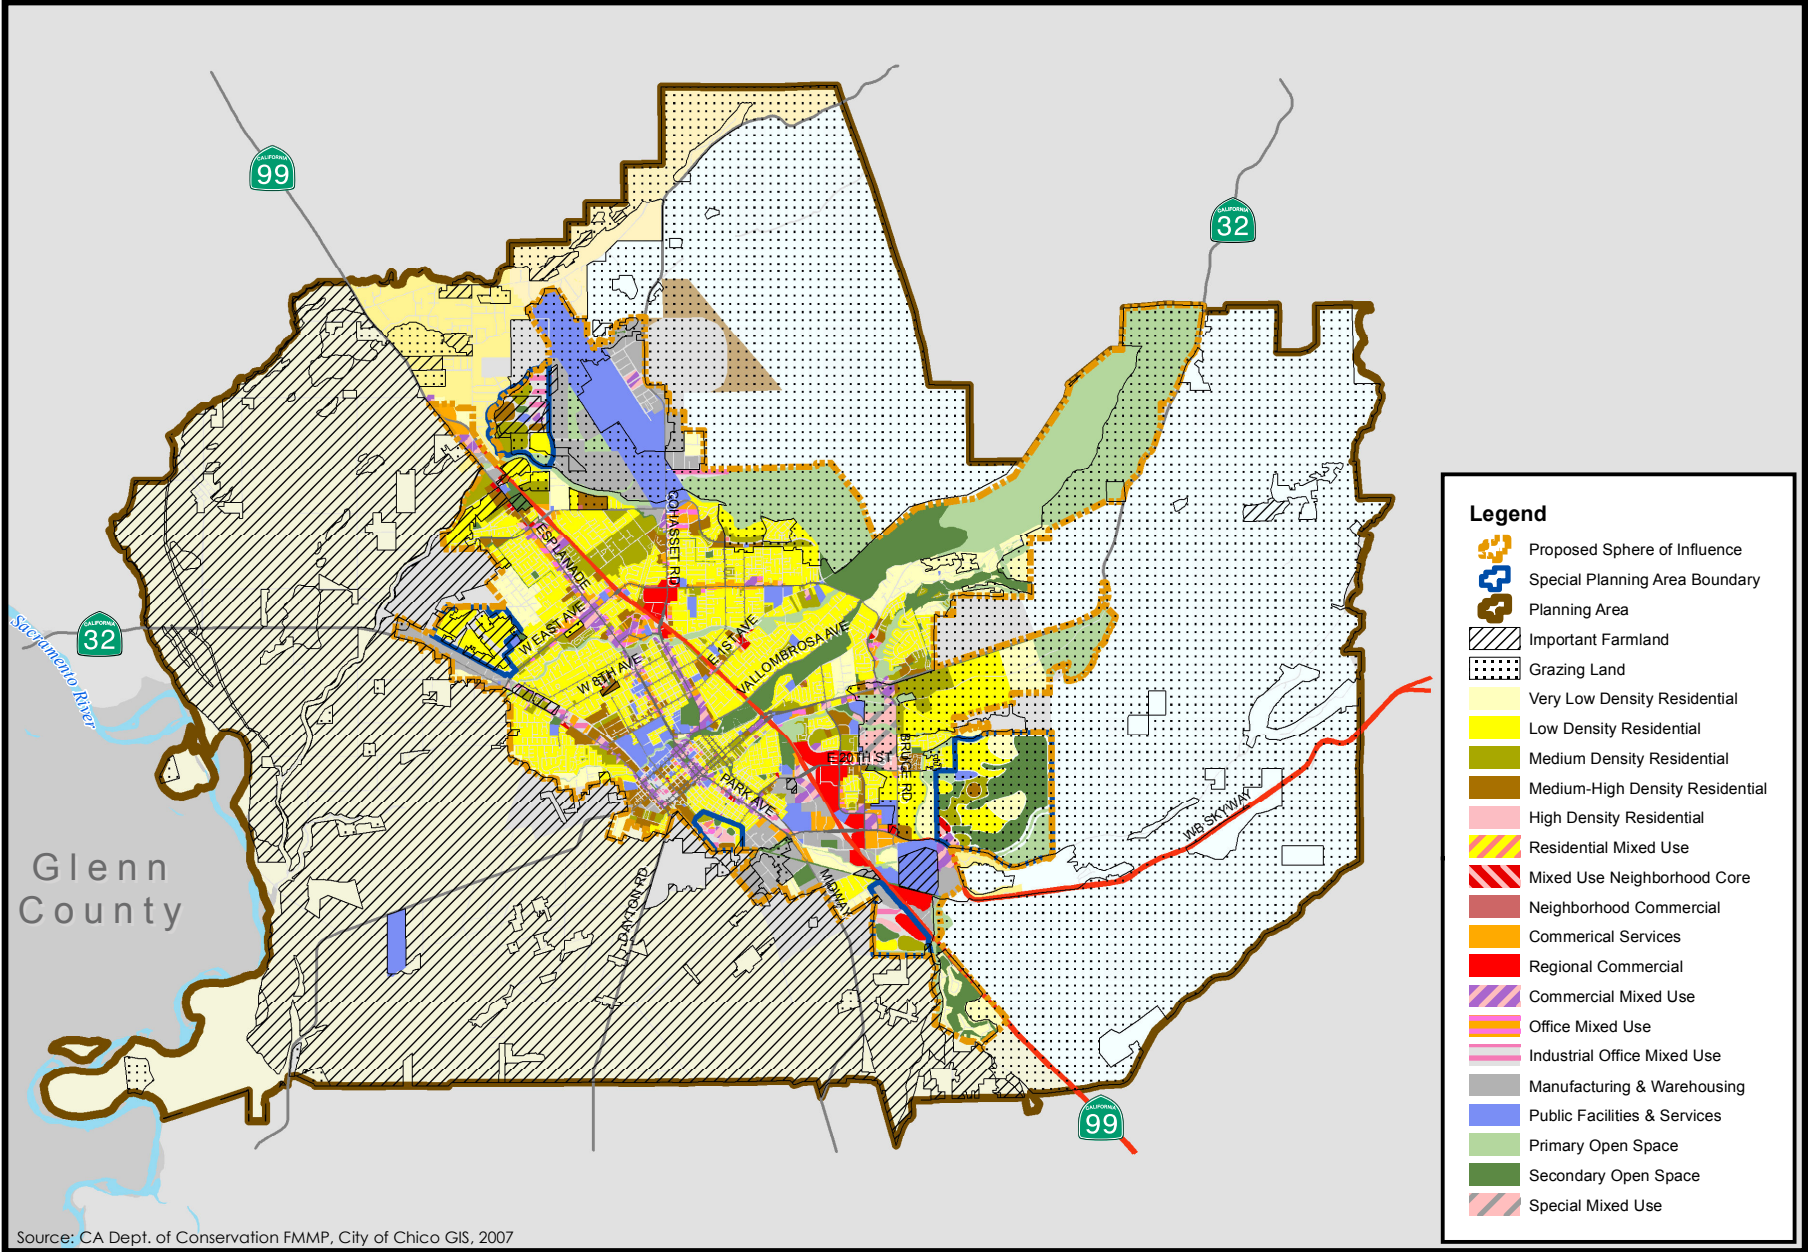 CALIFORNIA
99
CALIFORNIA
32
CALIFORNIA
32
Sacramento River
COHASSET RD
ESPLANADE
W EAST AVE
E 1ST AVE
W 8TH AVE
VALLOMBROSA AVE
BRUCE RD
E 20TH ST
PARK AVE
WB SKYWAY
MIDWAY
DAYTON RD
Glenn
County
CALIFORNIA
99
Legend
Proposed Sphere of Influence
Special Planning Area Boundary
Planning Area
Important Farmland
Grazing Land
Very Low Density Residential
Low Density Residential
Medium Density Residential
Medium-High Density Residential
High Density Residential
Residential Mixed Use
Mixed Use Neighborhood Core
Neighborhood Commercial
Commerical Services
Regional Commercial
Commercial Mixed Use
Office Mixed Use
Industrial Office Mixed Use
Manufacturing & Warehousing
Public Facilities & Services
Primary Open Space
Secondary Open Space
Special Mixed Use
Source: CA Dept. of Conservation FMMP, City of Chico GIS, 2007